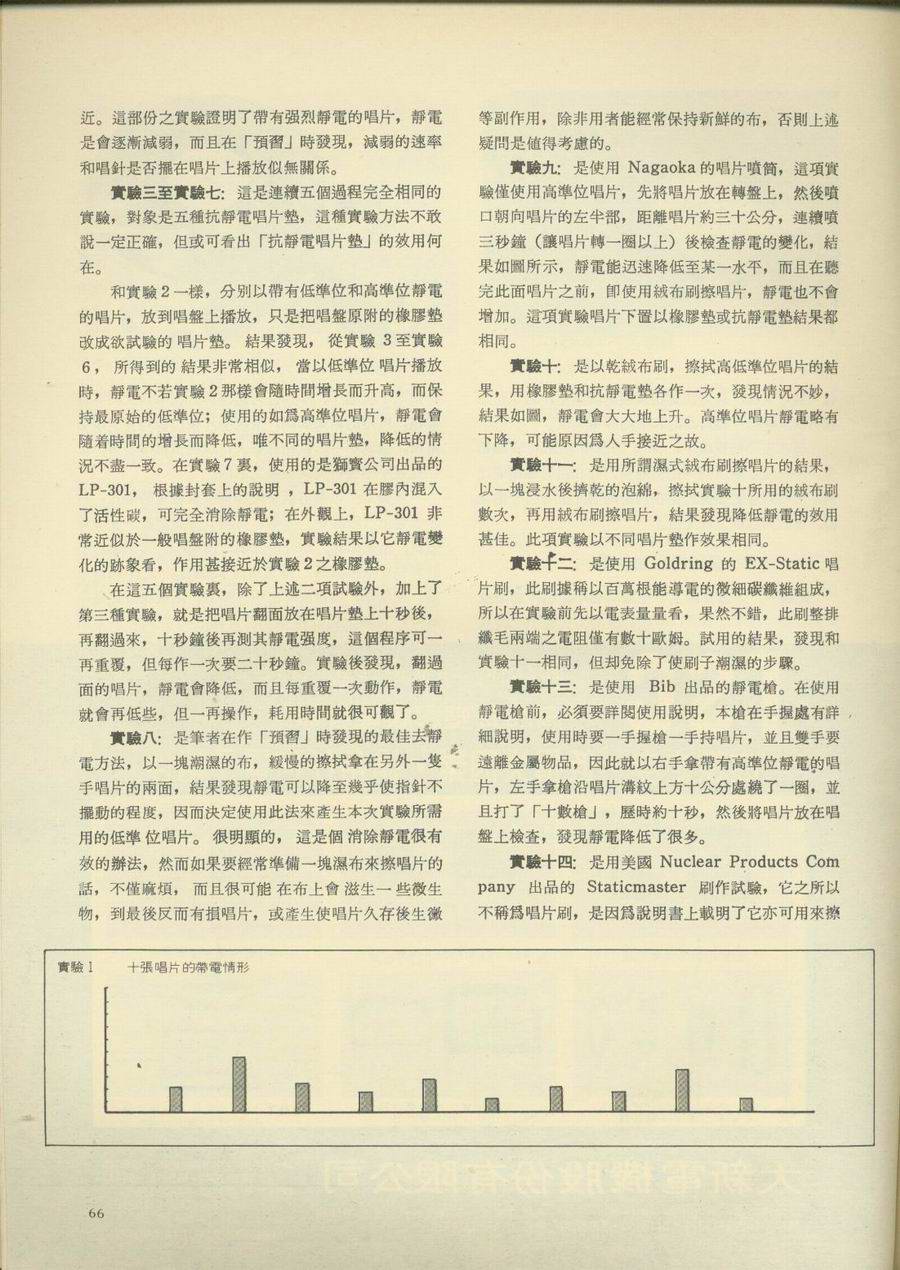 近。這部份之實驗證明了帶有强烈靜電的唱片，靜電
是會逐漸減弱，而且在「預習」時發現，減弱的速率
和唱針是否擺在唱片上播放似無關係。
實驗三至實驗七：這是連續五個過程完全相同的
實驗，對象是五種抗靜電唱片墊，這種實驗方法不敢
說一定正確，但或可看出「抗靜電唱片墊」的效用何
在。
和實驗2一樣，分別以帶有低準位和高準位靜電
的唱片，放到唱盤上播放，只是把唱盤原附的橡膠墊
改成欲試驗的唱片墊。結果發現，從實驗3至實驗
6，所得到的結果非常相似，當以低準位唱片播放
時，靜電不若實驗2那樣會隨時間增長而升高，而保
持最原始的低準位；使用的如爲高準位唱片，靜電會
隨着時間的增長而降低，唯不同的唱片墊，降低的情
況不盡一致。在實驗7裏，使用的是獅寶公司出品的
LP-301，根據封套上的說明，LP-301在膠內混入
了活性碳，可完全消除靜電；在外觀上，LP-301非
常近似於一般唱盤附的橡膠墊，實驗結果以它靜電變
化的跡象看，作用甚接近於實驗2之橡膠墊。
在這五個實驗裏，除了上述二項試驗外，加上了
第三種實驗，就是把唱片翻面放在唱片墊上十秒後，
再翻過來，十秒鐘後再測其靜電强度，這個程序可一
再重覆，但每作一次要二十秒鐘。實驗後發現，翻過
面的唱片，靜電會降低，而且每重覆一次動作，靜電
就會再低些，但一再操作，耗用時間就很可觀了。
實驗八：是筆者在作「預習」時發現的最佳去靜
電方法，以一塊潮濕的布，緩慢的擦拭拿在另外一隻
手唱片的兩面，結果發現靜電可以降至幾乎使指針不
擺動的程度，因而決定使用此法來產生本次實驗所需
用的低準位唱片。很明顯的，這是個消除靜電很有
效的辦法，然而如果要經常準備一塊濕布來擦唱片的
話，不僅麻煩，而且很可能在布上會滋生一些微生
物，到最後反而有損唱片，或產生使唱片久存後生黴
等副作用，除非用者能經常保持新鮮的布，否則上述
疑問是值得考慮的。
實驗九：是使用 Nagaoka 的唱片噴筒，這項實
驗僅使用高準位唱片，先將唱片放在轉盤上，然後噴
口朝向唱片的左半部，距離唱片約三十公分，連續噴
三秒鐘（讓唱片轉一圈以上）後檢查靜電的變化，結
果如圖所示，靜電能迅速降低至某一水平，而且在聽
完此面唱片之前，卽使用絨布刷擦唱片，靜電也不會
增加。這項實驗唱片下置以橡膠墊或抗靜電墊結果都
相同。
實驗十：是以乾絨布刷，擦拭高低準位唱片的結
果，用橡膠墊和抗靜電墊各作一次，發現情況不妙，
結果如圖，靜電會大大地上升。高準位唱片靜電略有
下降，可能原因爲人手接近之故。
實驗十一：是用所謂濕式絨布刷擦唱片的結果，
以一塊浸水後擠乾的泡綿，擦拭實驗十所用的絨布刷
數次，再用絨布刷擦唱片，結果發現降低靜電的效用
甚佳。此項實驗以不同唱片墊作效果相同。
實驗十二：是使用 Goldring 的 EX-Static 唱
片刷，此刷據稱以百萬根能導電的微細碳纖維組成，
所以在實驗前先以電表量量看，果然不錯，此刷整排
纖毛兩端之電阻僅有數十歐姆。試用的結果，發現和
實驗十一相同，但却免除了使刷子潮濕的步驟。
實驗十三：是使用 Bib 出品的靜電槍。在使用
靜電槍前，必須要詳閱使用說明，本槍在手握處有詳
細說明，使用時要一手握槍一手持唱片，並且雙手要
遠離金屬物品，因此就以右手拿帶有高準位靜電的唱
片，左手拿槍沿唱片溝紋上方十公分處繞了一圈，並
且打了「十數槍」，歷時約十秒，然後將唱片放在唱
盤上檢查，發現靜電降低了很多。
實驗十四：是用美國 Nuclear Products Com
pany 出品的 Staticmaster 刷作試驗，它之所以
不稱爲唱片刷，是因爲說明書上載明了它亦可用來擦
實驗1 十張唱片的帶電情形
66